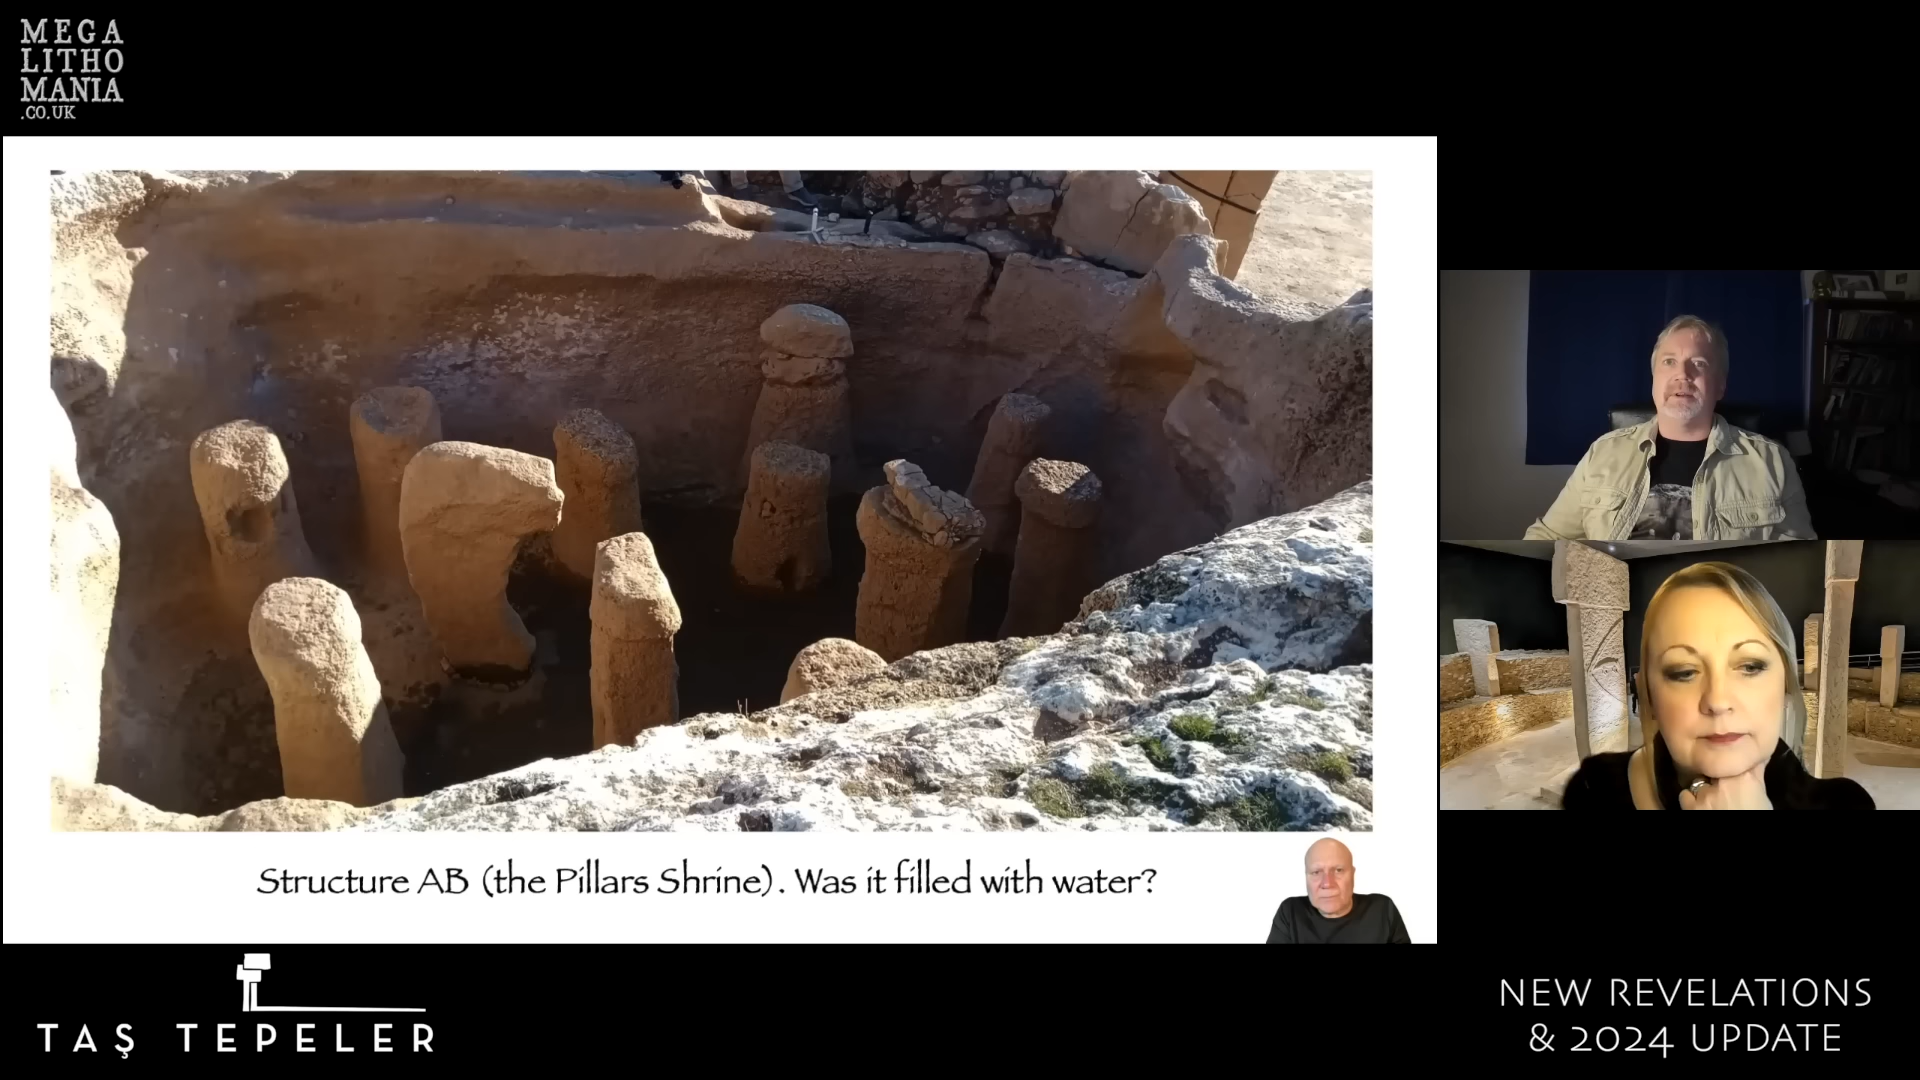 MEGA
LITHO
MANIA
.CO.UK
Structure AB (the Pillars Shrine). Was it filled with water?
TAŞ TEPELER
NEW REVELATIONS
& 2024 UPDATE